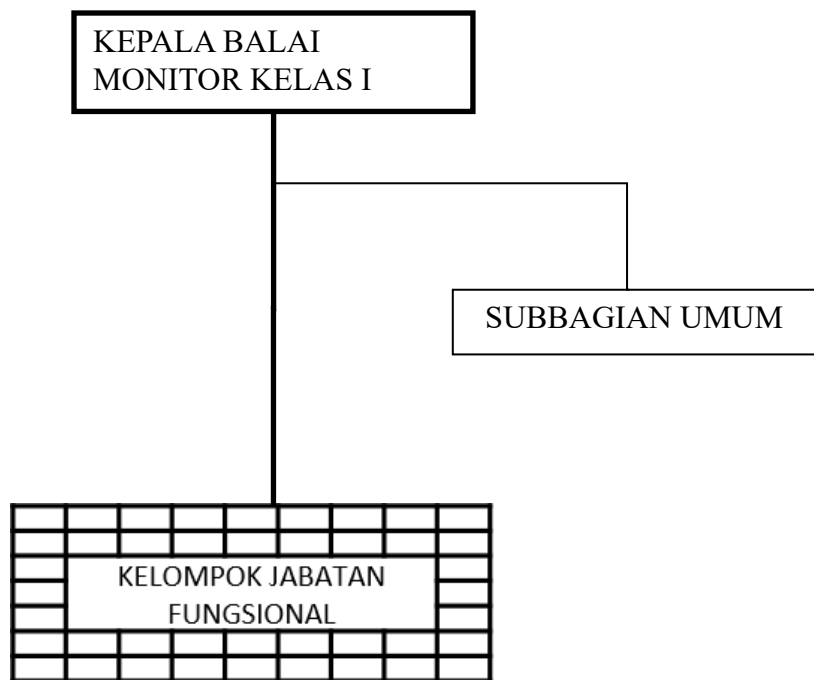 KEPALA BALAI
MONITOR KELAS I
SUBBAGIAN UMUM
KELOMPOK JABATAN
FUNGSIONAL